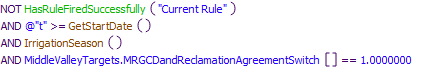 NOT HasRuleFiredSuccessfully ( "Current Rule" )
AND @"t" >= GetStartDate ()
AND IrrigationSeason ()
AND MiddleValleyTargets.MRGCDandReclamationAgreementSwitch [] == 1.0000000